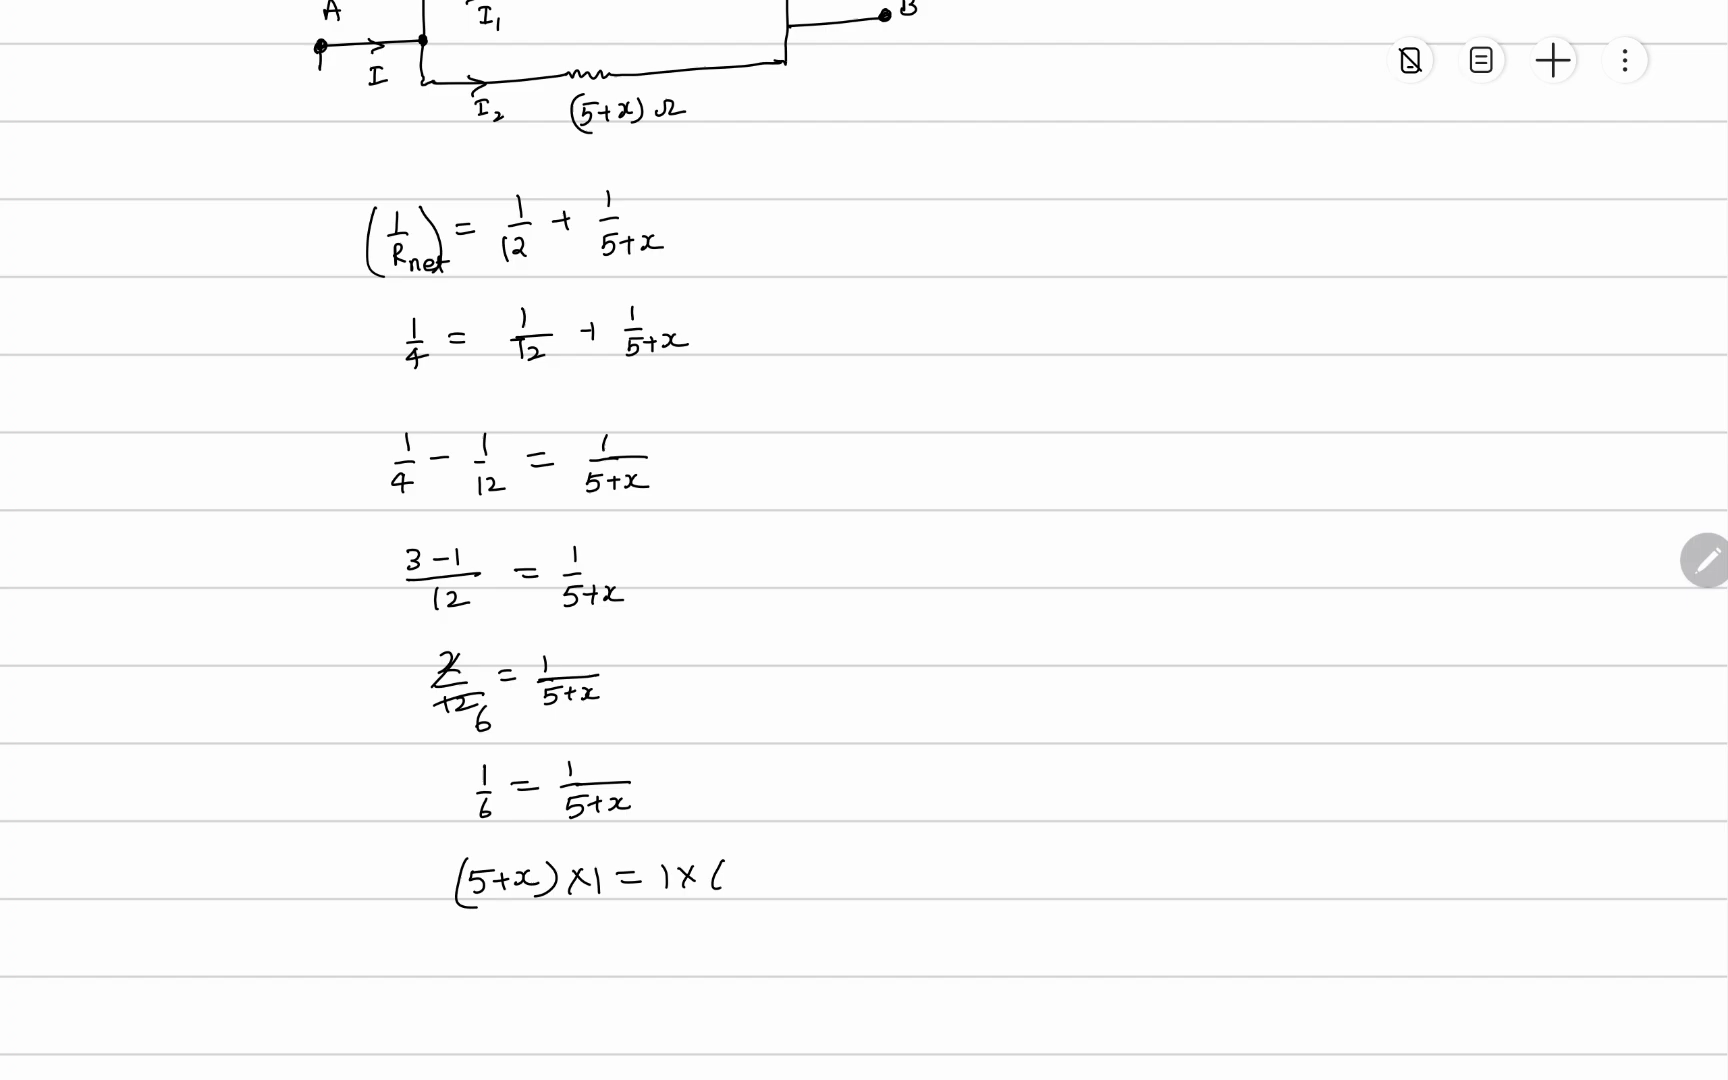 A
I₁
B
I
I₂
(5+x) Ω
(1/Rnet) = 1/12 + 1/5+x
1/4 = 1/12 + 1/5+x
1/4 - 1/12 = 1/5+x
3-1/12 = 1/5+x
2/12 6 = 1/5+x
1/6 = 1/5+x
(5+x) ×1 = 1× (